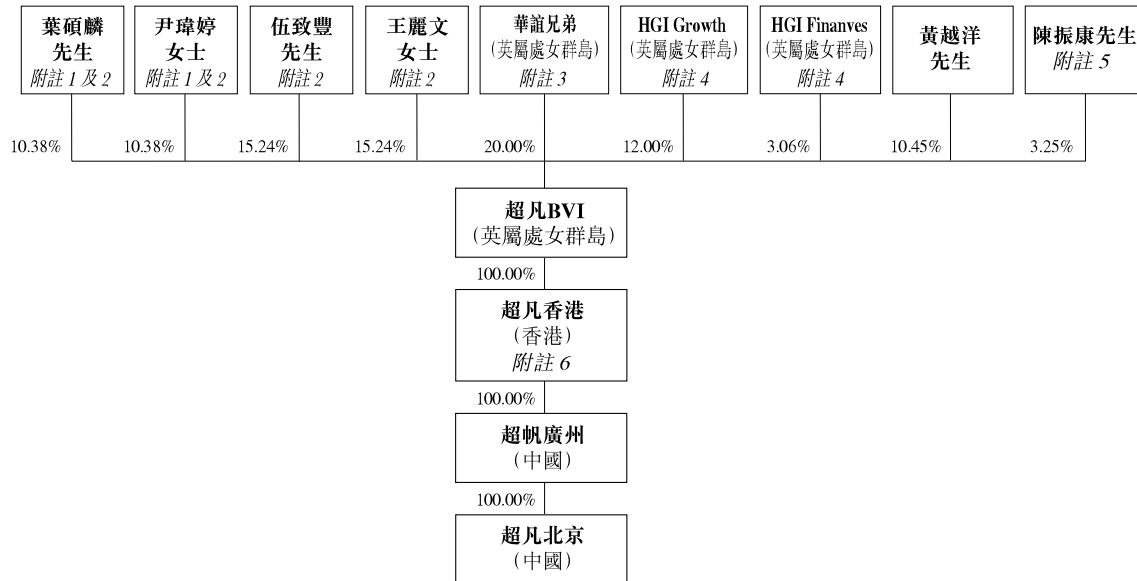 葉碩麟
先生
附註 1 及 2
尹瑋婷
女士
附註 1 及 2
伍致豐
先生
附註 2
王麗文
女士
附註 2
華誼兄弟
(英屬處女群島)
附註 3
HGI Growth
(英屬處女群島)
附註 4
HGI Finanves
(英屬處女群島)
附註 4
黃越洋
先生
陳振康先生
附註 5
10.38%
10.38%
15.24%
15.24%
20.00%
12.00%
3.06%
10.45%
3.25%
超凡BVI
(英屬處女群島)
100.00%
超凡香港
(香港)
附註 6
100.00%
超帆廣州
(中國)
100.00%
超凡北京
(中國)